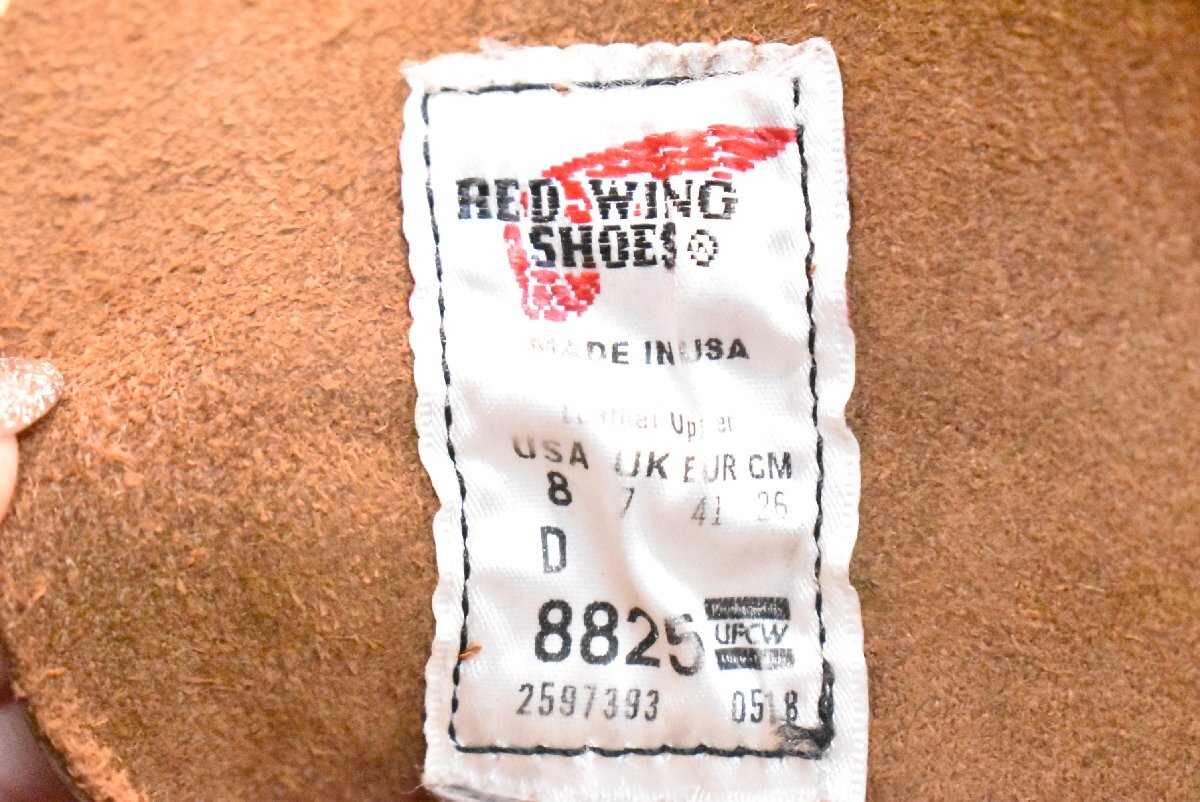 RED WING
SHOES®
MADE IN USA
Leather Upper
USA UK EUR CM
8 7 41 26
D
8825
UFCW
2597393 0518